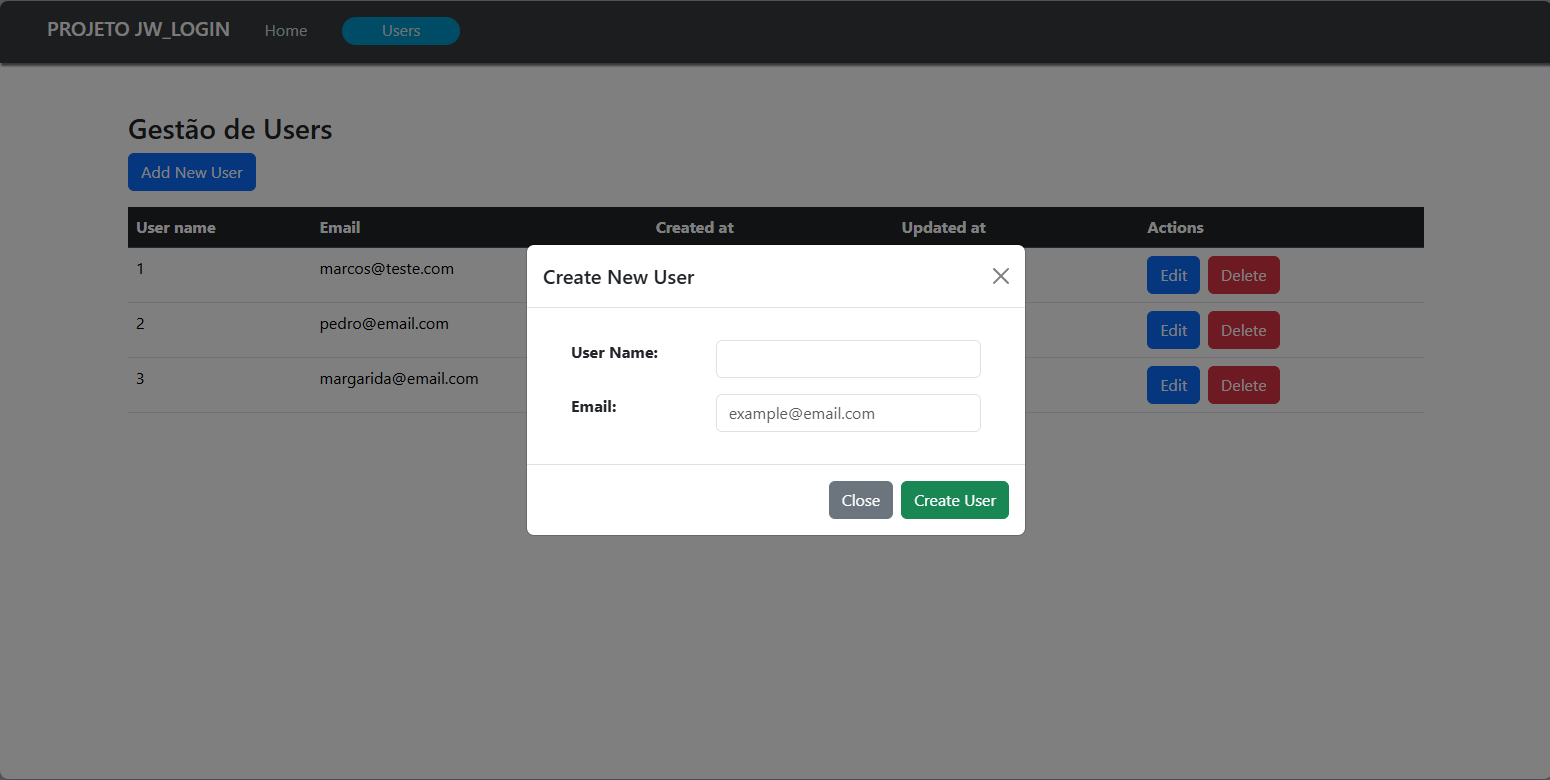 PROJETO JW_LOGIN Home Users
Gestão de Users
Add New User
User name Email Created at Updated at Actions
1 marcos@teste.com Edit Delete
2 pedro@email.com Edit Delete
3 margarida@email.com Edit Delete
Create New User
User Name:
Email: example@email.com
Close Create User